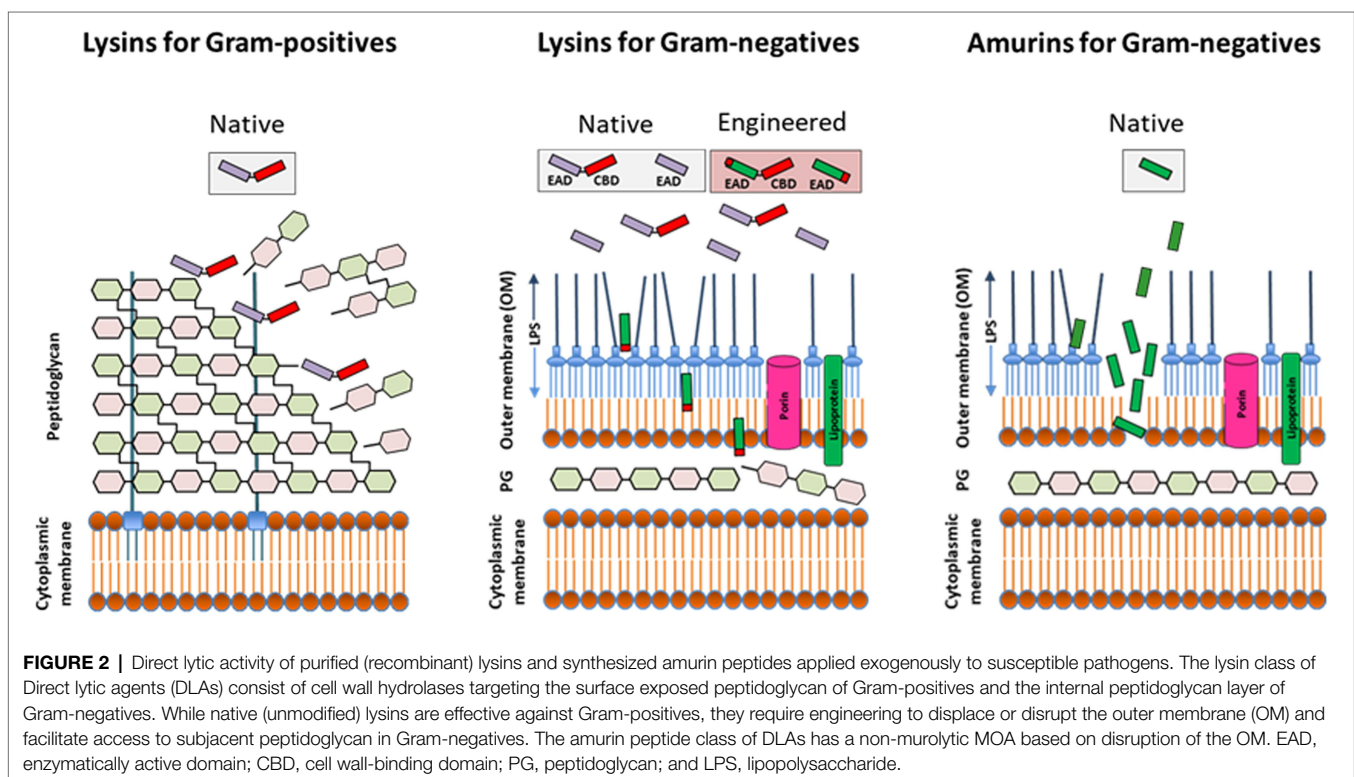 Lysins for Gram-positives
Lysins for Gram-negatives
Amurins for Gram-negatives
Native
Native
Engineered
Native
EAD
CBD
EAD
EAD
CBD
EAD
Peptidoglycan
Cytoplasmic
membrane
Outer membrane (OM)
LPS
Porin
Lipoprotein
PG
Cytoplasmic
membrane
Outer membrane (OM)
LPS
Porin
Lipoprotein
PG
Cytoplasmic
membrane
FIGURE 2 | Direct lytic activity of purified (recombinant) lysins and synthesized amurin peptides applied exogenously to susceptible pathogens. The lysin class of
Direct lytic agents (DLAs) consist of cell wall hydrolases targeting the surface exposed peptidoglycan of Gram-positives and the internal peptidoglycan layer of
Gram-negatives. While native (unmodified) lysins are effective against Gram-positives, they require engineering to displace or disrupt the outer membrane (OM) and
facilitate access to subjacent peptidoglycan in Gram-negatives. The amurin peptide class of DLAs has a non-murolytic MOA based on disruption of the OM. EAD,
enzymatically active domain; CBD, cell wall-binding domain; PG, peptidoglycan; and LPS, lipopolysaccharide.